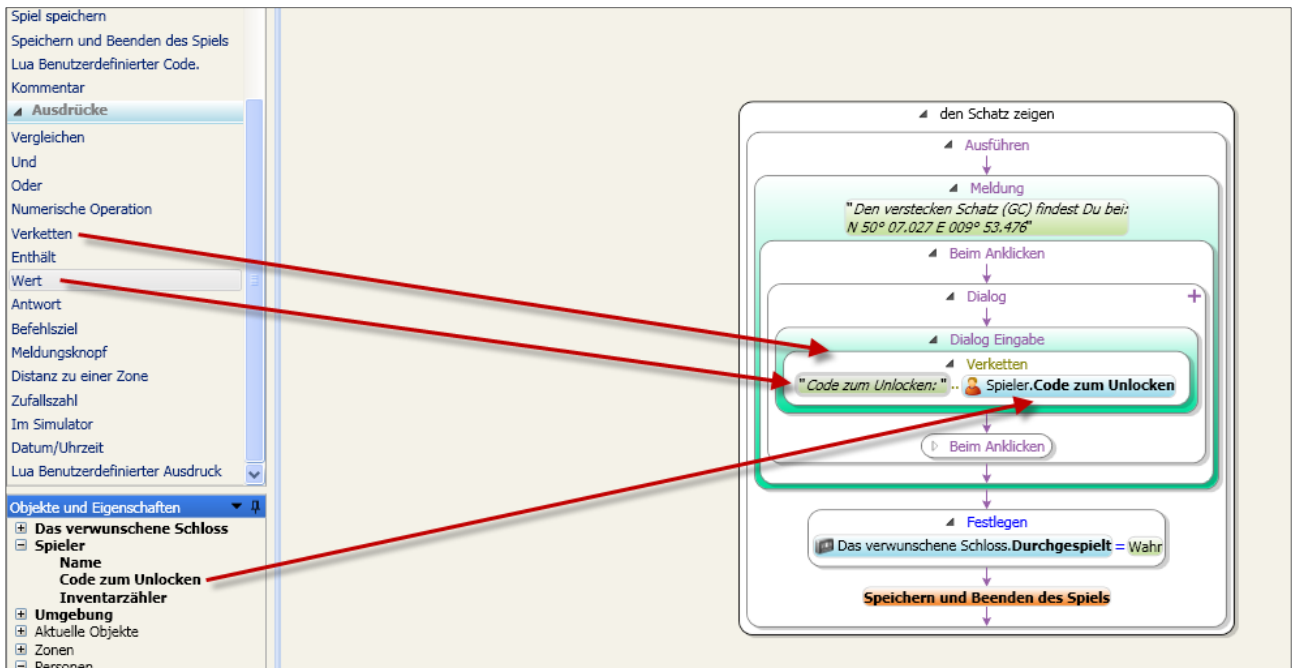 Spiel speichern
Speichern und Beenden des Spiels
Lua Benutzerdefinierter Code.
Kommentar
Ausdrücke
Vergleichen
Und
Oder
Numerische Operation
Verketten
Enthält
Wert
Antwort
Befehlsziel
Meldungsknopf
Distanz zu einer Zone
Zufallszahl
Im Simulator
Datum/Uhrzeit
Lua Benutzerdefinierter Ausdruck
Objekte und Eigenschaften
Das verwunschene Schloss
Spieler
Name
Code zum Unlocken
Inventarzähler
Umgebung
Aktuelle Objekte
Zonen
Personen
den Schatz zeigen
Ausführen
Meldung
"Den verstecken Schatz (GC) findest Du bei:
N 50° 07.027 E 009° 53.476"
Beim Anklicken
Dialog
Dialog Eingabe
Verketten
"Code zum Unlocken: " .. Spieler.Code zum Unlocken
Beim Anklicken
Festlegen
Das verwunschene Schloss.Durchgespielt = Wahr
Speichern und Beenden des Spiels